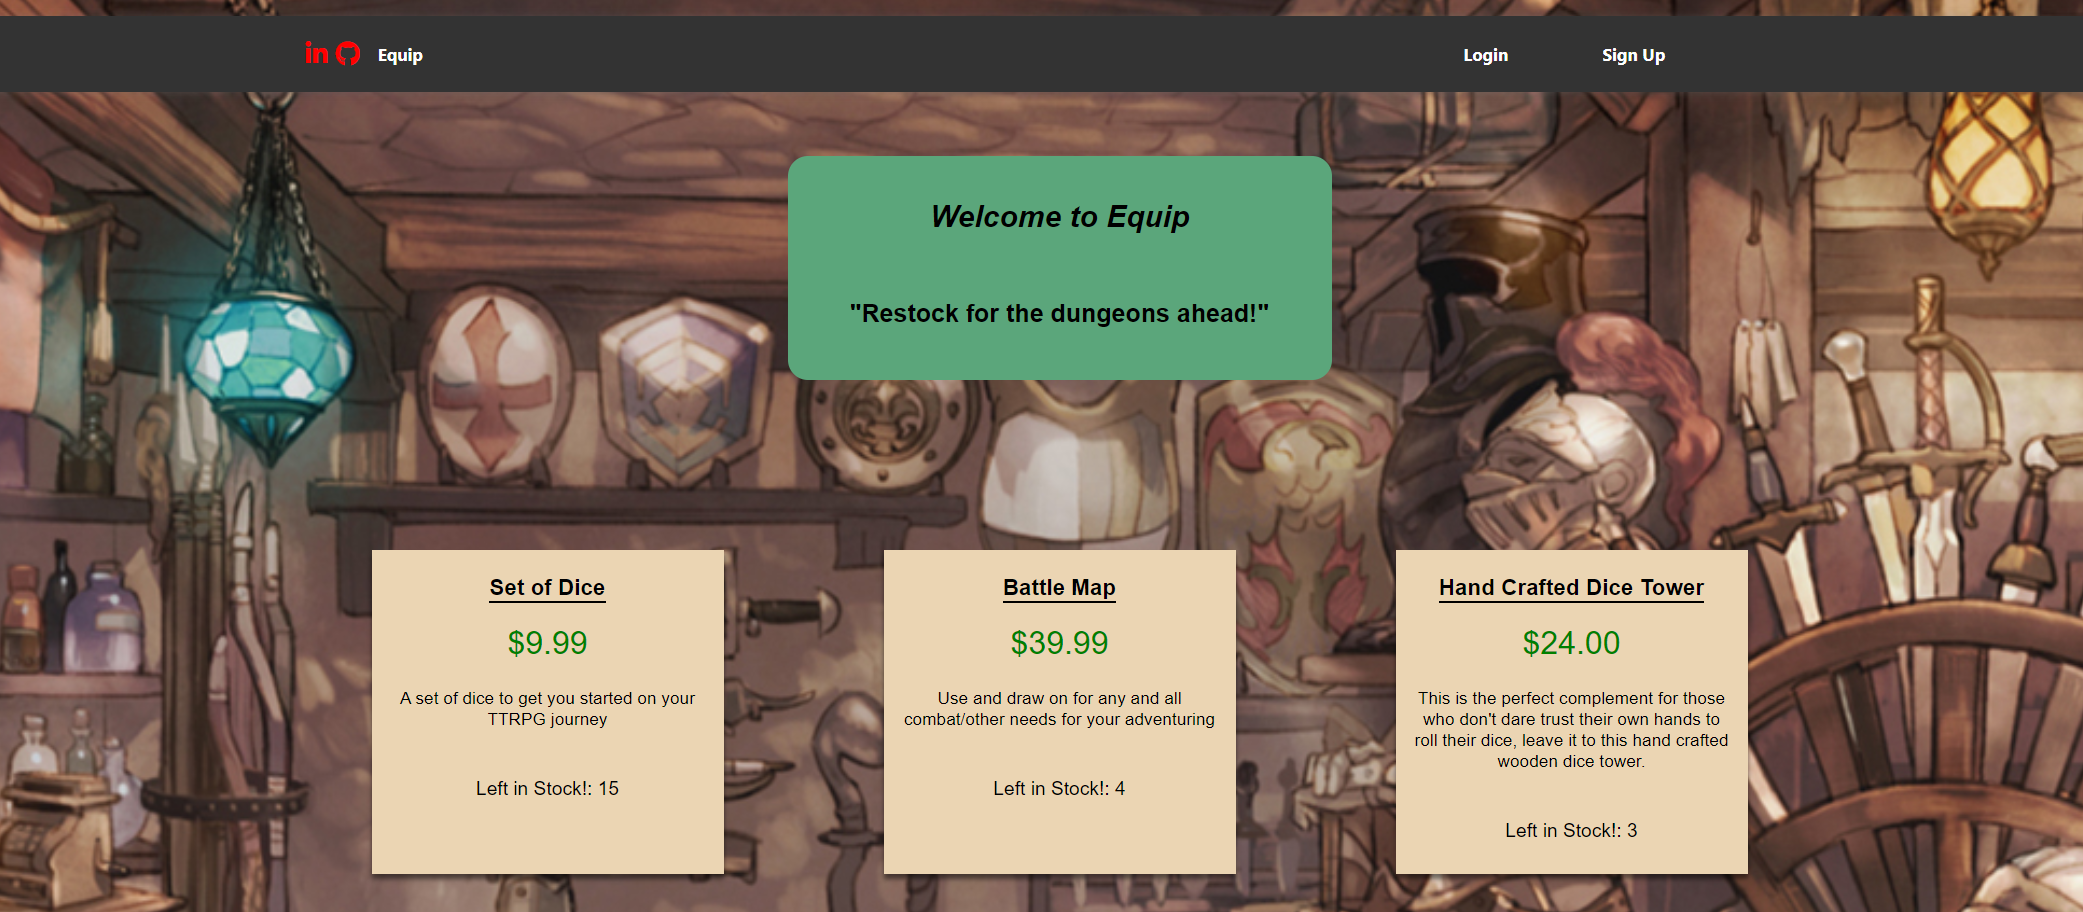 in Equip Login Sign Up
Welcome to Equip
"Restock for the dungeons ahead!"
Set of Dice
$9.99
A set of dice to get you started on your
TTRPG journey
Left in Stock!: 15
Battle Map
$39.99
Use and draw on for any and all
combat/other needs for your adventuring
Left in Stock!: 4
Hand Crafted Dice Tower
$24.00
This is the perfect complement for those
who don't dare trust their own hands to
roll their dice, leave it to this hand crafted
wooden dice tower.
Left in Stock!: 3